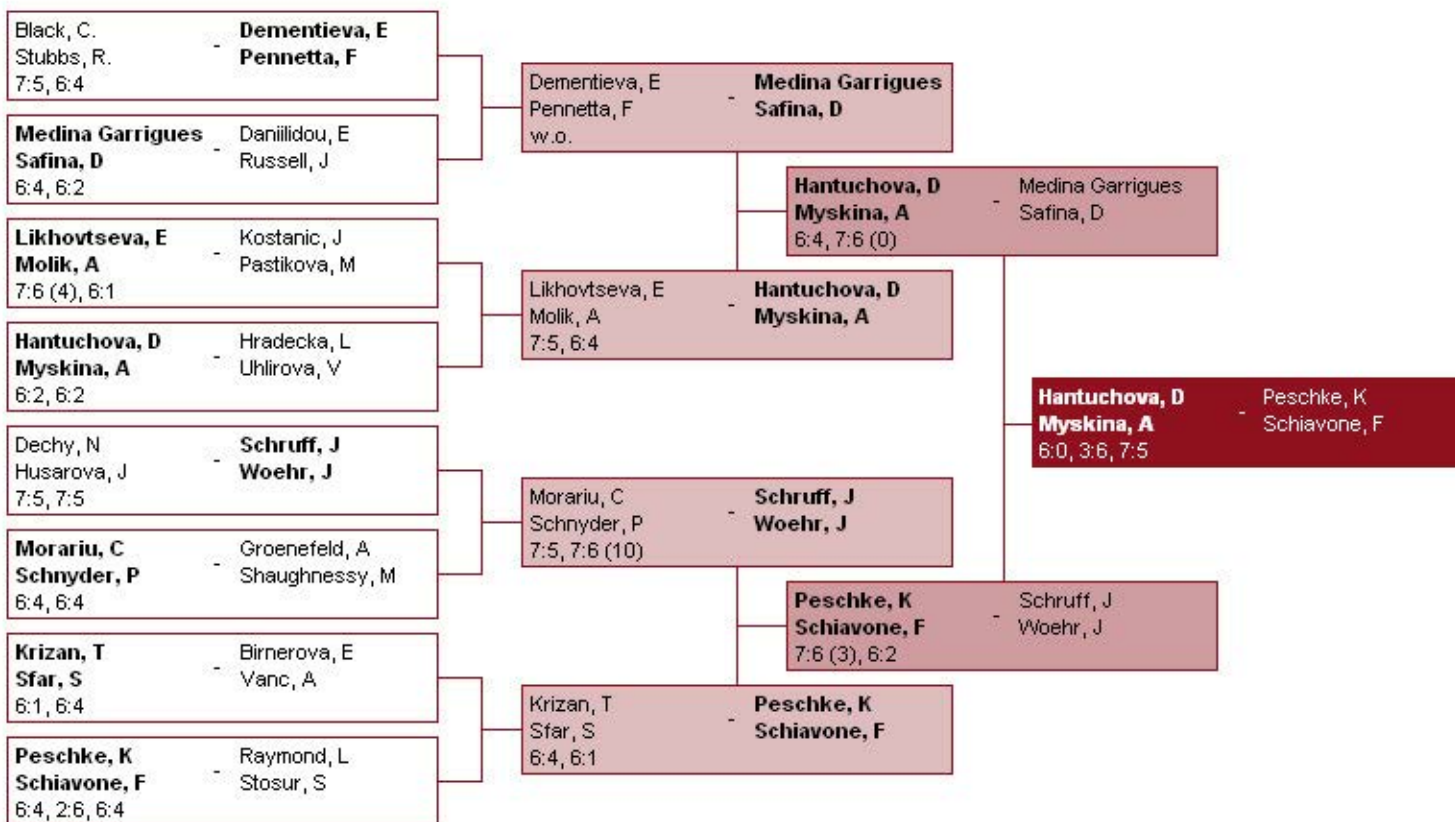 Black, C. - Dementieva, E
Stubbs, R. Pennetta, F
7:5, 6:4
Medina Garrigues - Daniilidou, E
Safina, D Russell, J
6:4, 6:2
Likhovtseva, E - Kostanic, J
Molik, A Pastikova, M
7:6 (4), 6:1
Hantuchova, D - Hradecka, L
Myskina, A Uhlirova, V
6:2, 6:2
Dechy, N - Schruff, J
Husarova, J Woehr, J
7:5, 7:5
Morariu, C - Groenefeld, A
Schnyder, P Shaughnessy, M
6:4, 6:4
Krizan, T - Birnerova, E
Sfar, S Vanc, A
6:1, 6:4
Peschke, K - Raymond, L
Schiavone, F Stosur, S
6:4, 2:6, 6:4
Dementieva, E - Medina Garrigues
Pennetta, F Safina, D
w.o.
Likhovtseva, E - Hantuchova, D
Molik, A Myskina, A
7:5, 6:4
Morariu, C - Schruff, J
Schnyder, P Woehr, J
7:5, 7:6 (10)
Krizan, T - Peschke, K
Sfar, S Schiavone, F
6:4, 6:1
Hantuchova, D - Medina Garrigues
Myskina, A Safina, D
6:4, 7:6 (0)
Peschke, K - Schruff, J
Schiavone, F Woehr, J
7:6 (3), 6:2
Hantuchova, D - Peschke, K
Myskina, A Schiavone, F
6:0, 3:6, 7:5